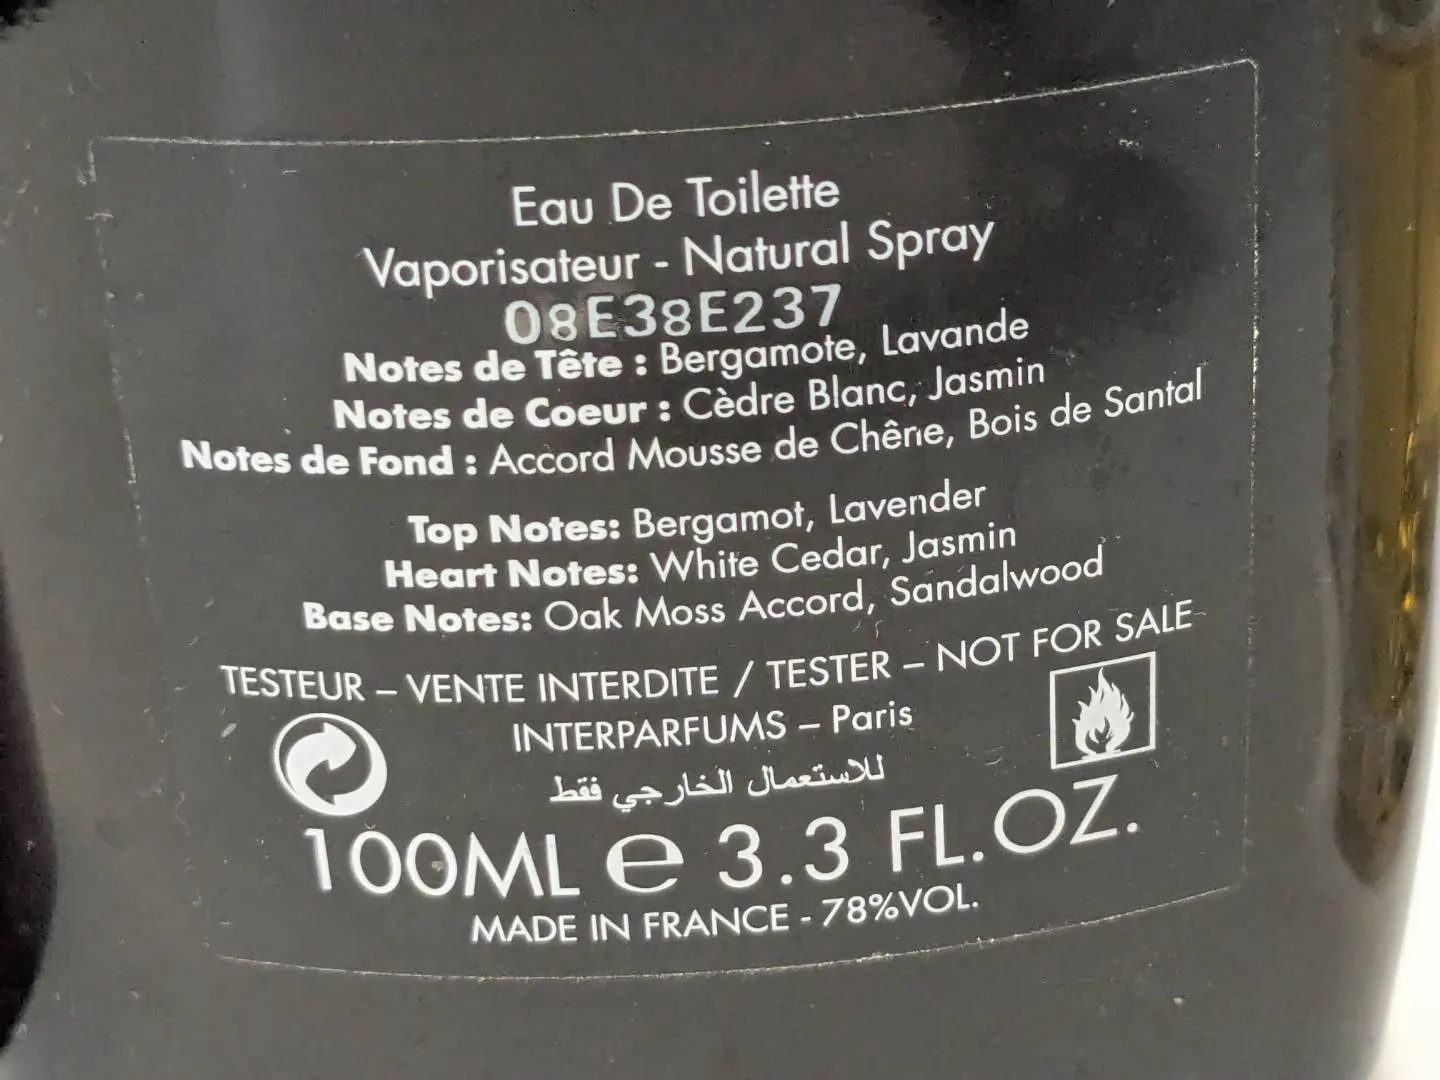 Eau De Toilette
Vaporisateur - Natural Spray
08E38E237
Notes de Tête : Bergamote, Lavande
Notes de Coeur : Cèdre Blanc, Jasmin
Notes de Fond : Accord Mousse de Chêne, Bois de Santal
Top Notes: Bergamot, Lavender
Heart Notes: White Cedar, Jasmin
Base Notes: Oak Moss Accord, Sandalwood
TESTEUR – VENTE INTERDITE / TESTER – NOT FOR SALE
INTERPARFUMS – Paris
للاستعمال الخارجي فقط
100ML e 3.3 FL.OZ.
MADE IN FRANCE - 78%VOL.